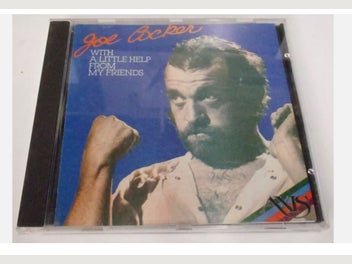 Joe Cocker
WITH
A LITTLE HELP
FROM
MY FRIENDS